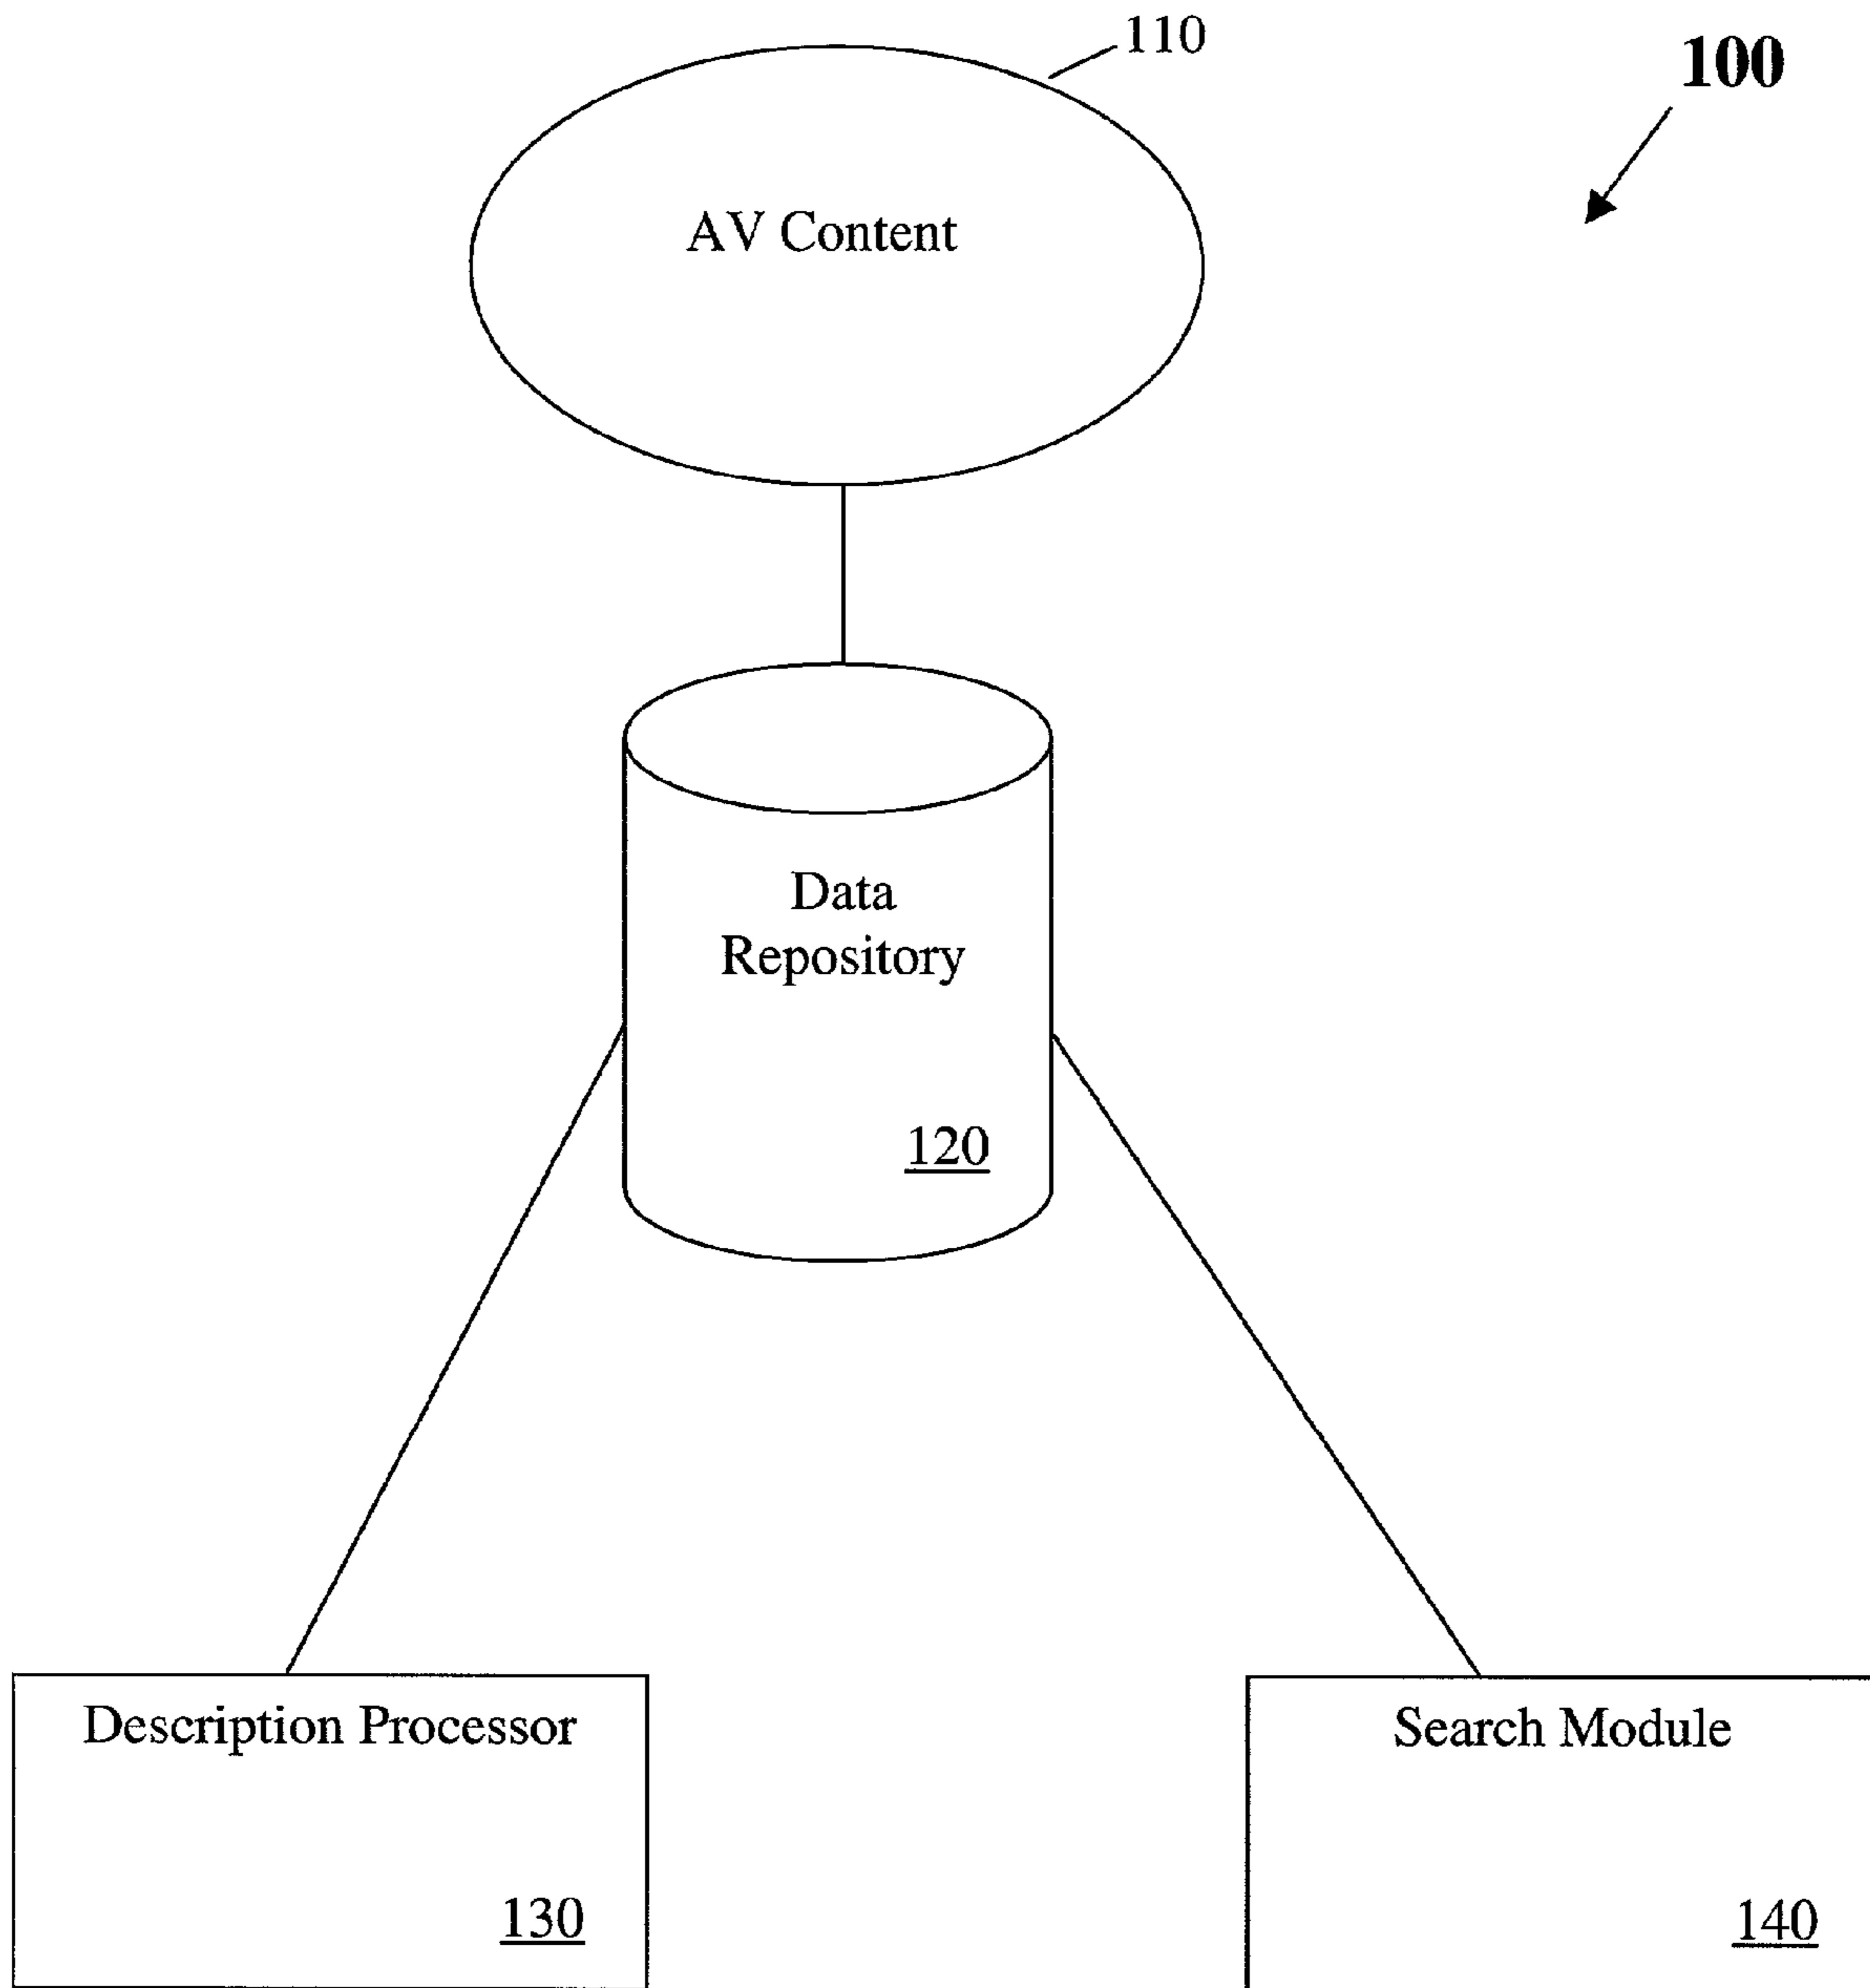 110
100
AV Content
Data
Repository
120
Description Processor
130
Search Module
140